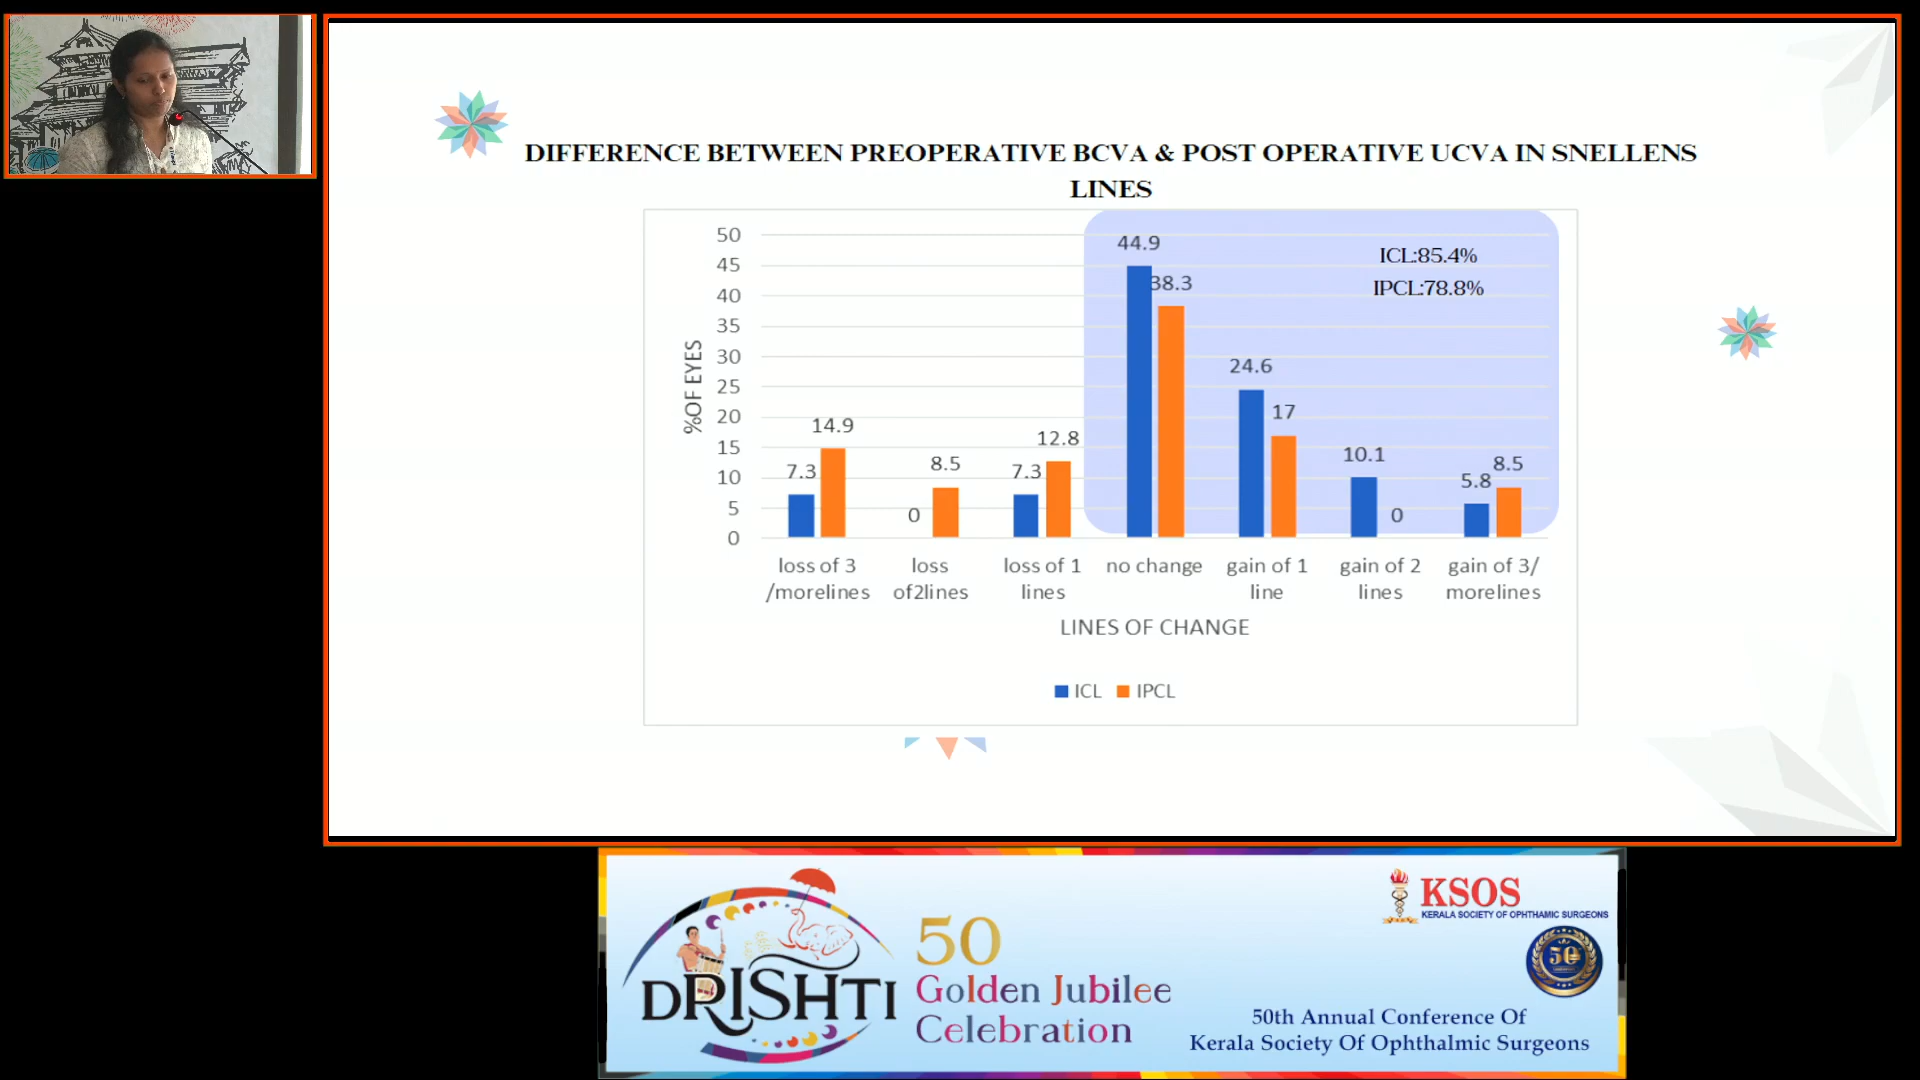 DIFFERENCE BETWEEN PREOPERATIVE BCVA & POST OPERATIVE UCVA IN SNELLENS
LINES
ICL:85.4%
IPCL:78.8%
%OF EYES
50
45
40
35
30
25
20
15
10
5
0
7.3
14.9
0
8.5
7.3
12.8
44.9
38.3
24.6
17
10.1
0
5.8
8.5
loss of 3
/morelines
loss
of2lines
loss of 1
lines
no change
gain of 1
line
gain of 2
lines
gain of 3/
morelines
LINES OF CHANGE
ICL IPCL
DRISHTI
50
Golden Jubilee
Celebration
KSOS
KERALA SOCIETY OF OPHTHAMIC SURGEONS
50
50th Annual Conference Of
Kerala Society Of Ophthalmic Surgeons